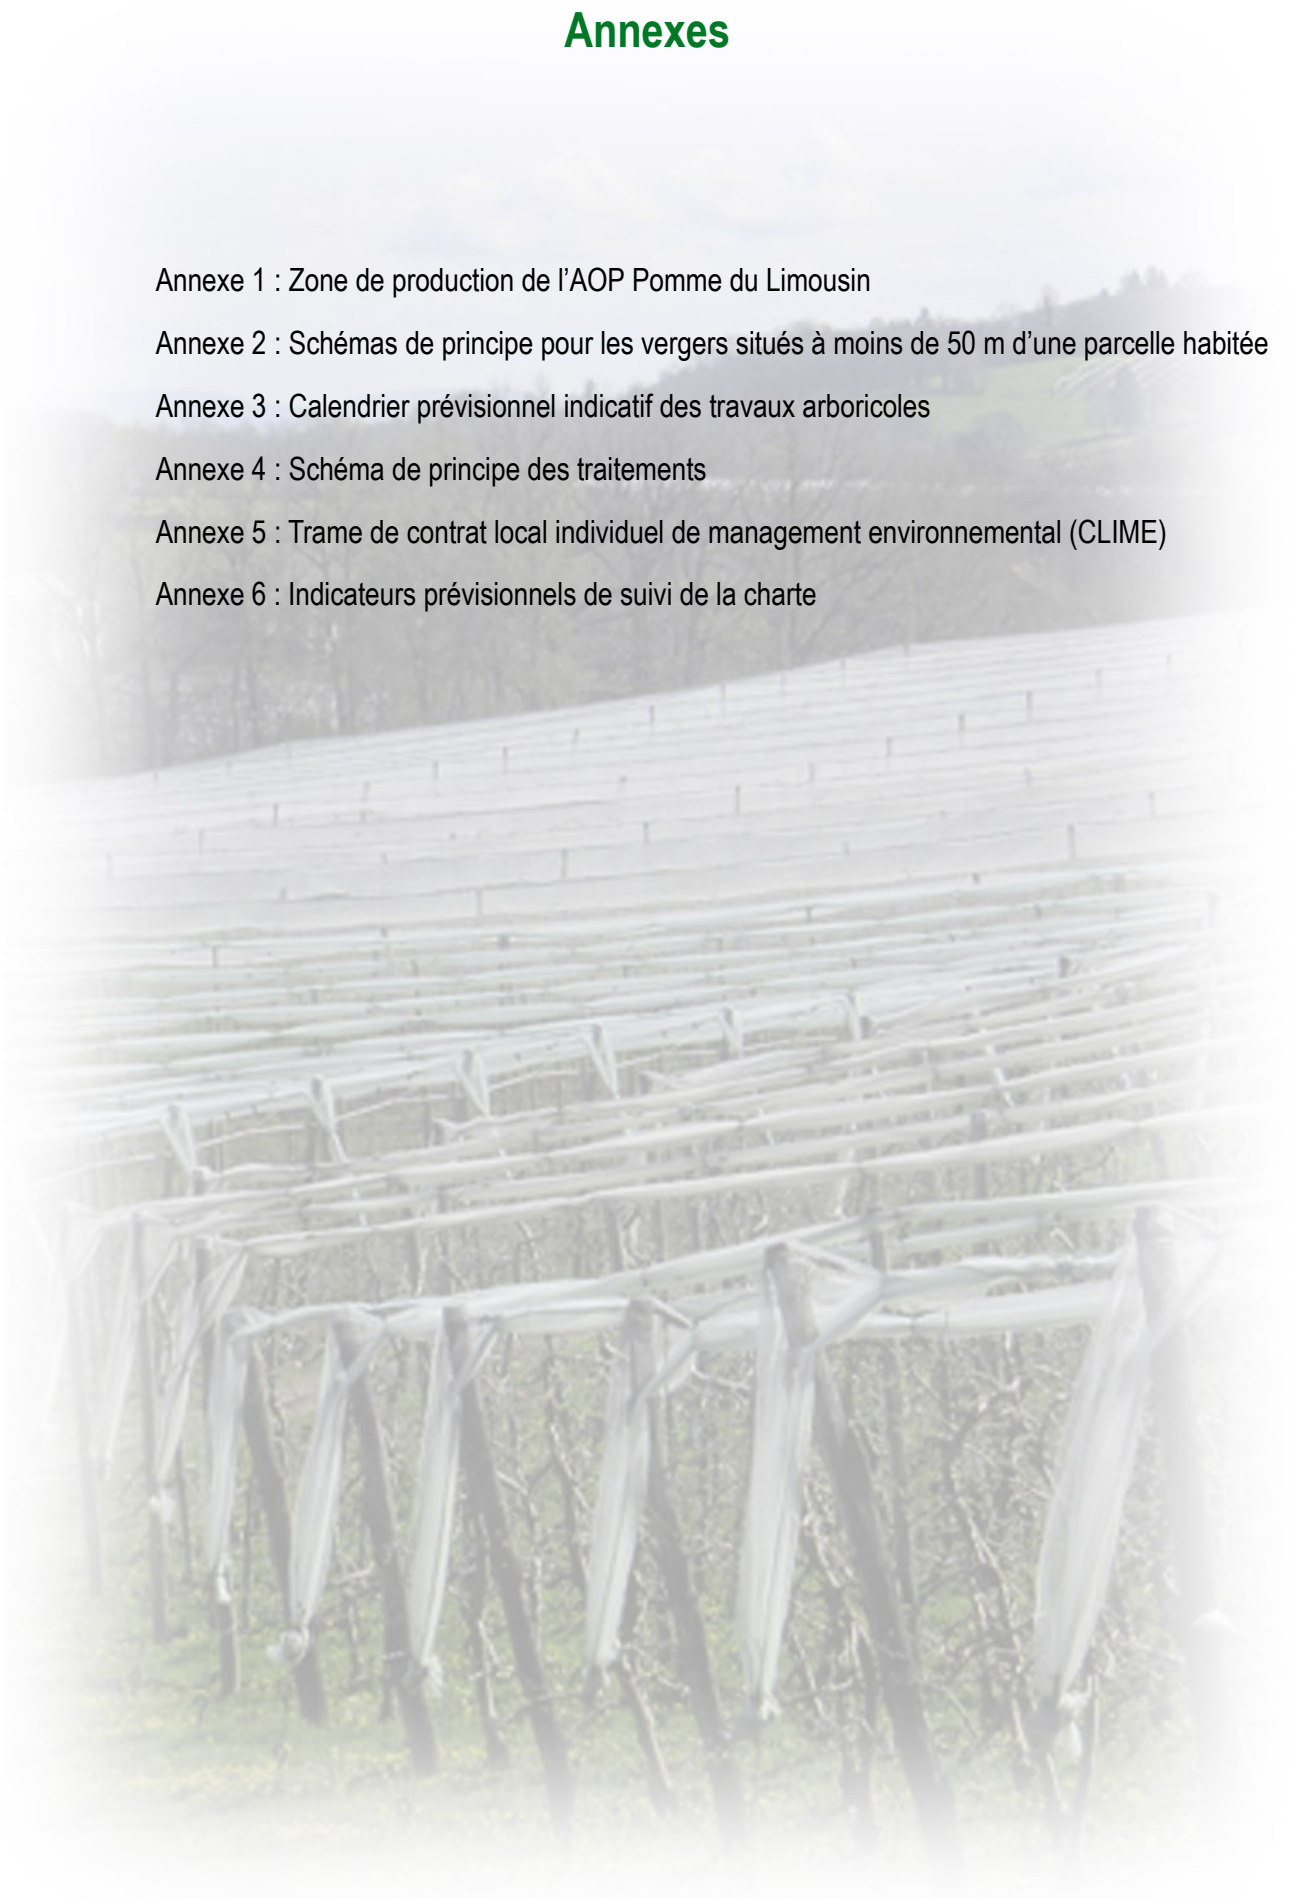 Annexes
Annexe 1 : Zone de production de l’AOP Pomme du Limousin
Annexe 2 : Schémas de principe pour les vergers situés à moins de 50 m d’une parcelle habitée
Annexe 3 : Calendrier prévisionnel indicatif des travaux arboricoles
Annexe 4 : Schéma de principe des traitements
Annexe 5 : Trame de contrat local individuel de management environnemental (CLIME)
Annexe 6 : Indicateurs prévisionnels de suivi de la charte